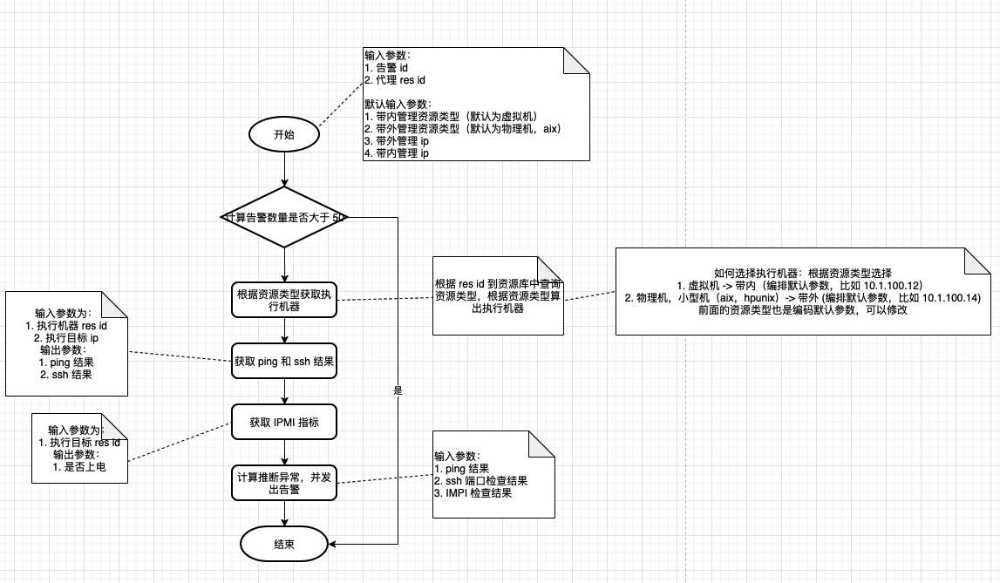 输入参数：
1. 告警 id
2. 代理 res id
默认输入参数：
1. 带内管理资源类型（默认为虚拟机）
2. 带外管理资源类型（默认为物理机，aix）
3. 带外管理 ip
4. 带内管理 ip
开始
计算告警数量是否大于 50
根据资源类型获取执
行机器
根据 res id 到资源库中查询
资源类型，根据资源类型算
出执行机器
如何选择执行机器：根据资源类型选择
1. 虚拟机 -> 带内（编排默认参数，比如 10.1.100.12）
2. 物理机，小型机（aix，hpunix）-> 带外 (编排默认参数，比如 10.1.100.14)
前面的资源类型也是编码默认参数，可以修改
输入参数为：
1. 执行机器 res id
2. 执行目标 ip
输出参数：
1. ping 结果
2. ssh 结果
获取 ping 和 ssh 结果
是
获取 IPMI 指标
输入参数为：
1. 执行目标 res id
输出参数：
1. 是否上电
计算推断异常，并发
出告警
输入参数：
1. ping 结果
2. ssh 端口检查结果
3. IMPI 检查结果
结束